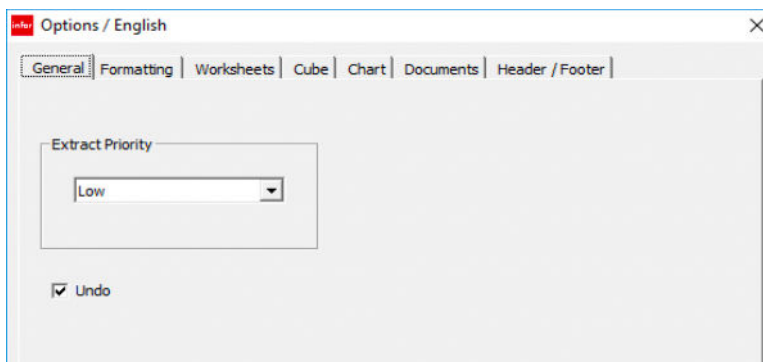 infor Options / English
General Formatting Worksheets Cube Chart Documents Header / Footer
Extract Priority
Low
Undo